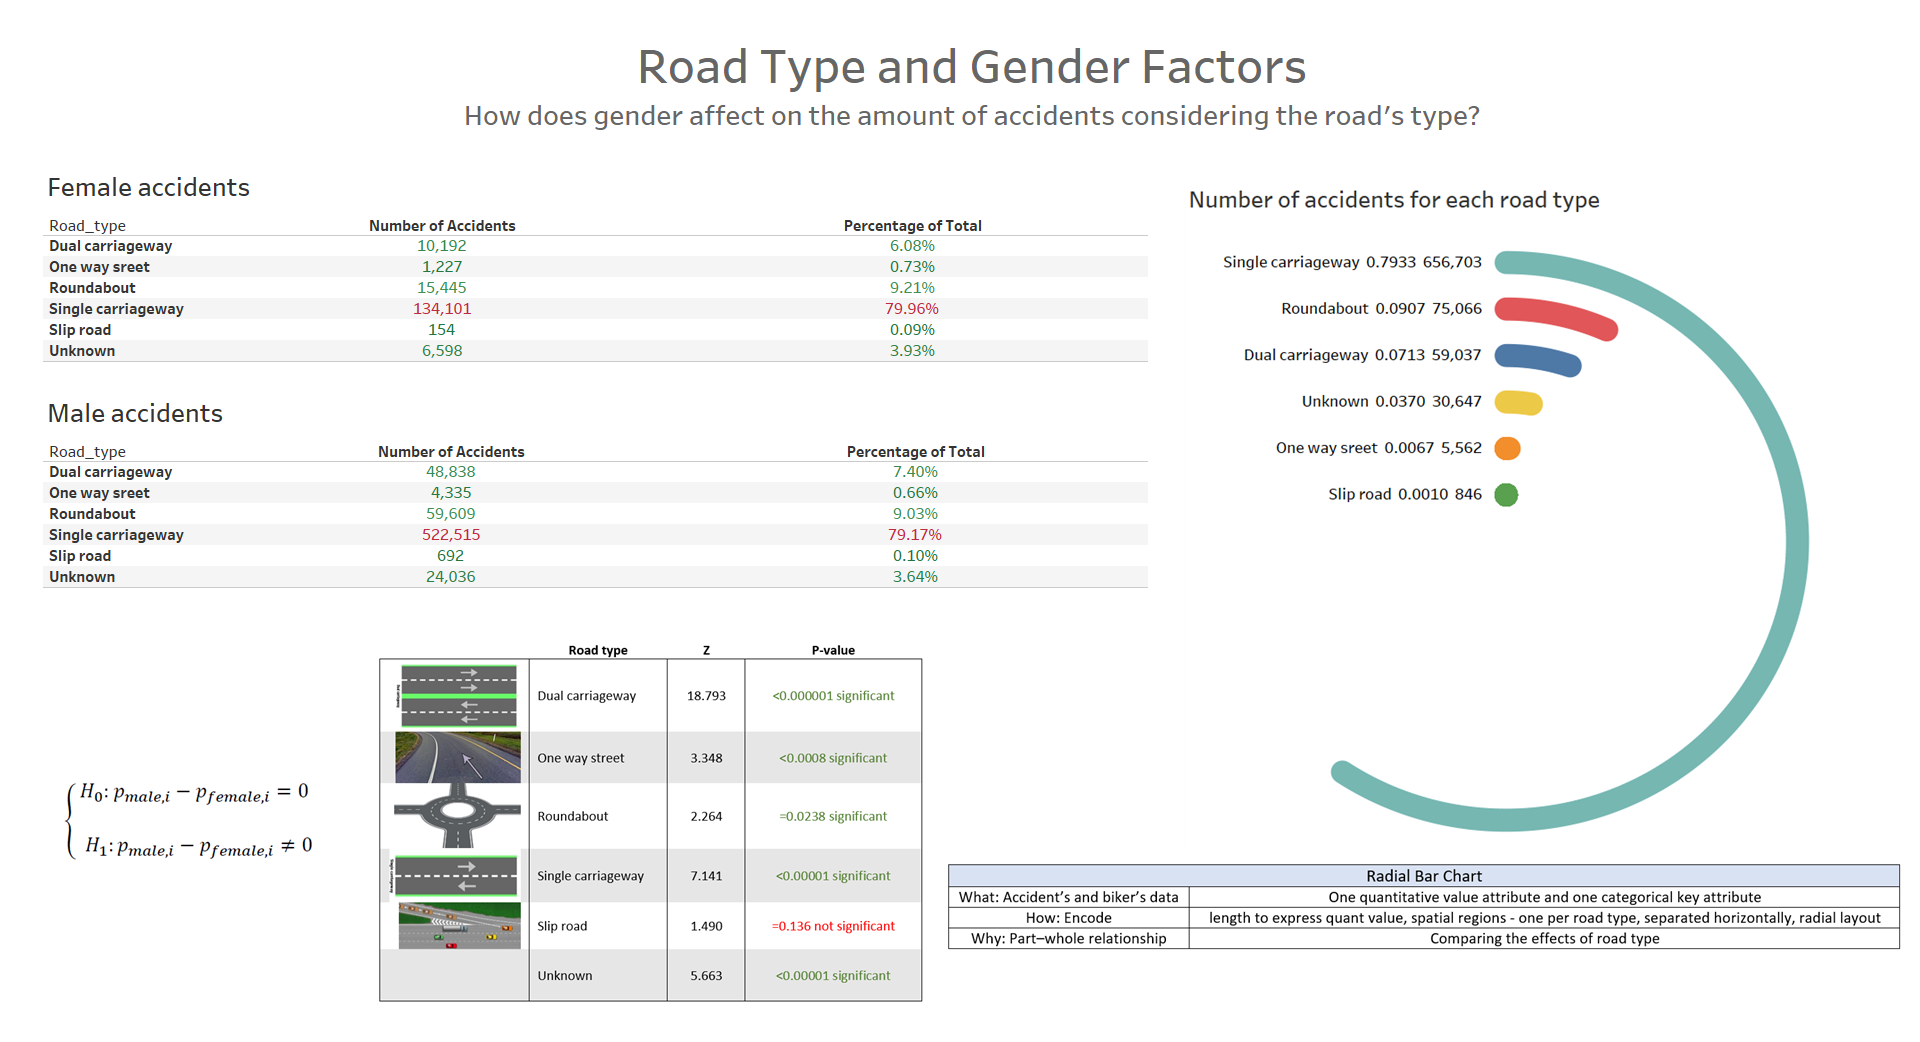 Road Type and Gender Factors
How does gender affect on the amount of accidents considering the road's type?
Female accidents
Road_type Number of Accidents Percentage of Total
Dual carriageway 10,192 6.08%
One way sreet 1,227 0.73%
Roundabout 15,445 9.21%
Single carriageway 134,101 79.96%
Slip road 154 0.09%
Unknown 6,598 3.93%
Male accidents
Road_type Number of Accidents Percentage of Total
Dual carriageway 48,838 7.40%
One way sreet 4,335 0.66%
Roundabout 59,609 9.03%
Single carriageway 522,515 79.17%
Slip road 692 0.10%
Unknown 24,036 3.64%
Number of accidents for each road type
Single carriageway 0.7933 656,703
Roundabout 0.0907 75,066
Dual carriageway 0.0713 59,037
Unknown 0.0370 30,647
One way sreet 0.0067 5,562
Slip road 0.0010 846
H0: pmale,i − pfemale,i = 0
H1: pmale,i − pfemale,i ≠ 0
Road type Z P-value
Dual carriageway 18.793 <0.000001 significant
One way street 3.348 <0.0008 significant
Roundabout 2.264 =0.0238 significant
Single carriageway 7.141 <0.00001 significant
Slip road 1.490 =0.136 not significant
Unknown 5.663 <0.00001 significant
Radial Bar Chart
What: Accident's and biker's data One quantitative value attribute and one categorical key attribute
How: Encode length to express quant value, spatial regions - one per road type, separated horizontally, radial layout
Why: Part–whole relationship Comparing the effects of road type